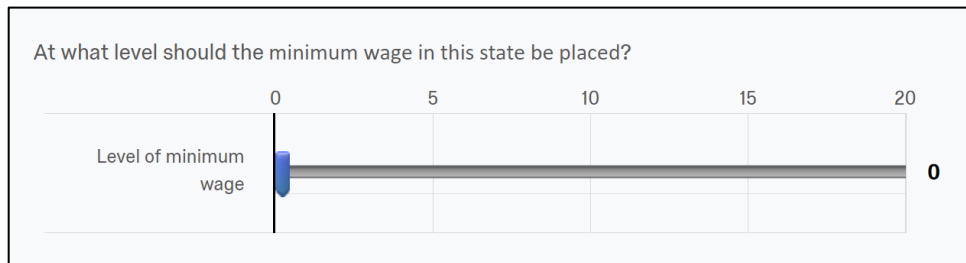 At what level should the minimum wage in this state be placed?
0 5 10 15 20
Level of minimum
wage
0